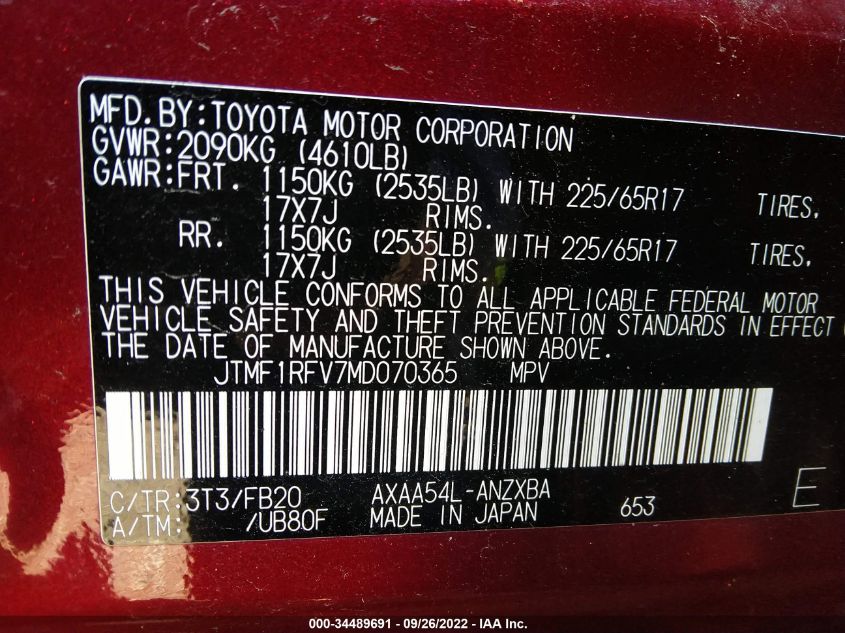 MFD.BY:TOYOTA MOTOR CORPORATION
GVWR:2090KG (4610LB)
GAWR:FRT. 1150KG (2535LB) WITH 225/65R17 TIRES.
17X7J RIMS.
RR. 1150KG (2535LB) WITH 225/65R17 TIRES.
17X7J RIMS.
THIS VEHICLE CONFORMS TO ALL APPLICABLE FEDERAL MOTOR
VEHICLE SAFETY AND THEFT PREVENTION STANDARDS IN EFFECT
THE DATE OF MANUFACTURE SHOWN ABOVE.
JTMF1RFV7MD070365 MPV
C/TR:3T3/FB20 AXAA54L-ANZXBA
A/TM: /UB80F MADE IN JAPAN 653 E
000-34489691 - 09/26/2022 - IAA Inc.